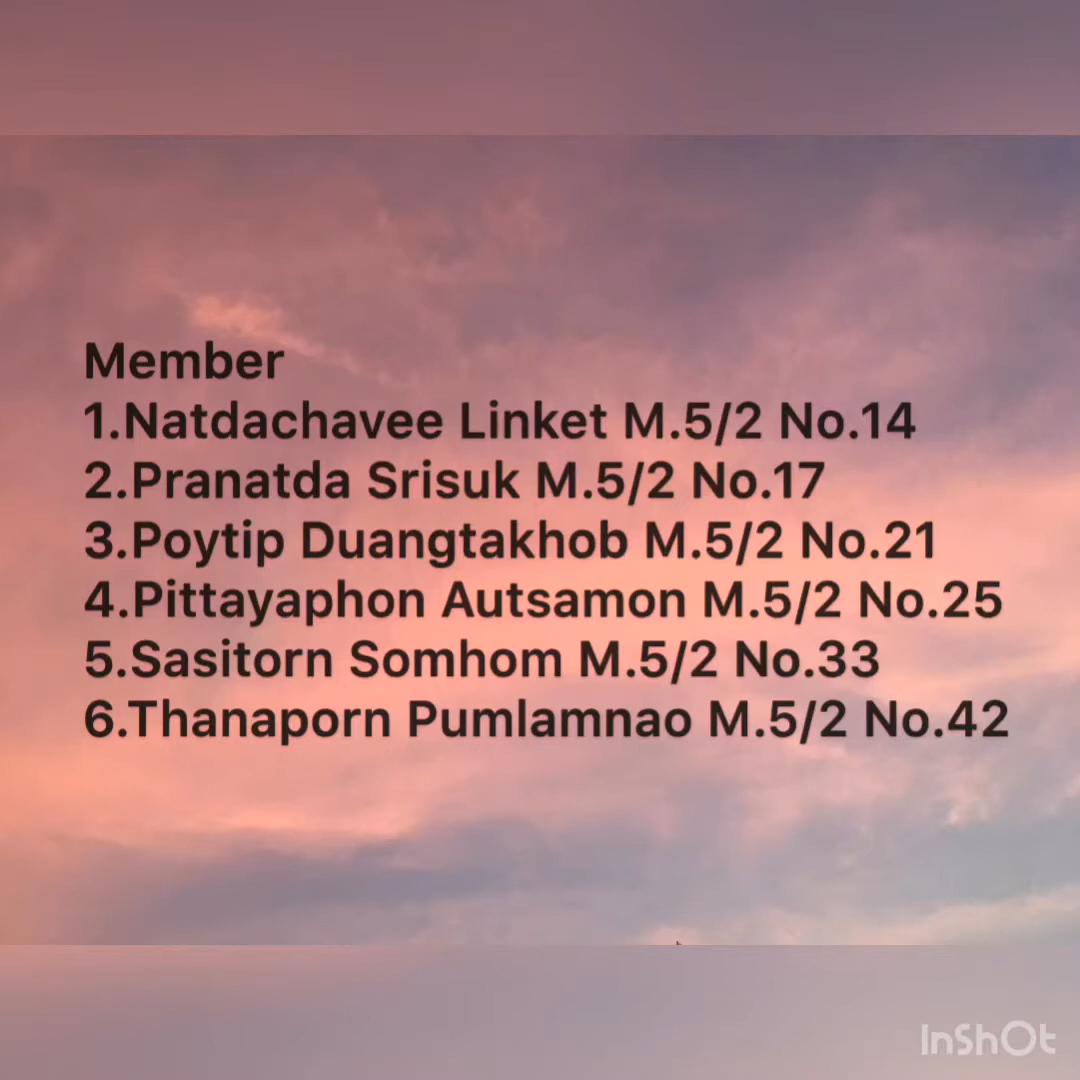 Member
1.Natdachavee Linket M.5/2 No.14
2.Pranatda Srisuk M.5/2 No.17
3.Poytip Duangtakhob M.5/2 No.21
4.Pittayaphon Autsamon M.5/2 No.25
5.Sasitorn Somhom M.5/2 No.33
6.Thanaporn Pumlamnao M.5/2 No.42
InShOt